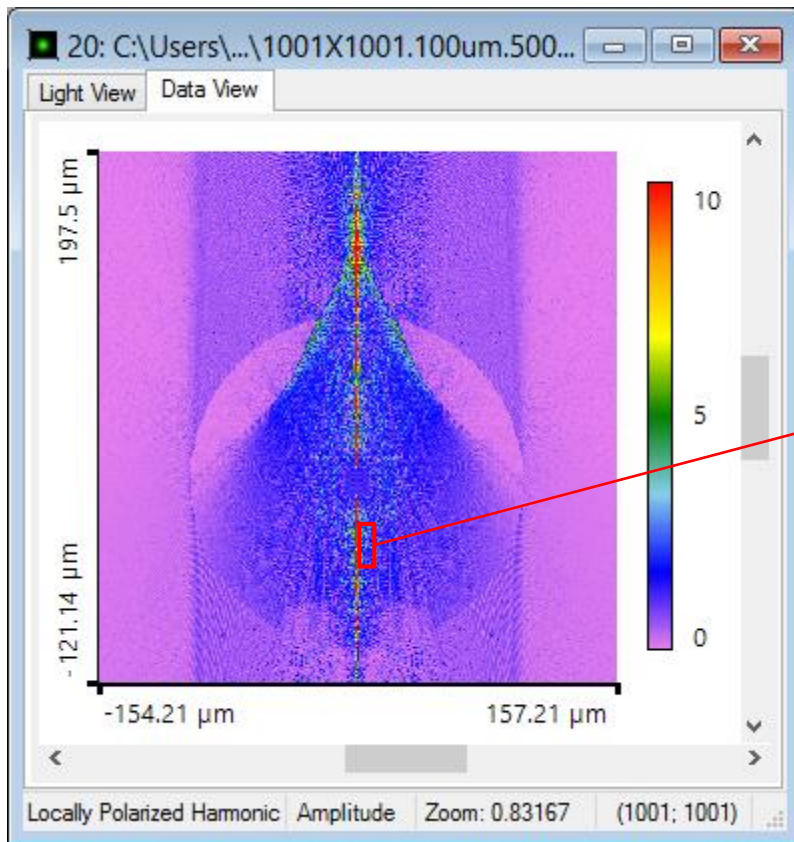 20: C:\Users\...\1001X1001.100um.500...
Light View Data View
197.5 µm
-121.14 µm
-154.21 µm 157.21 µm
10
5
0
Locally Polarized Harmonic Amplitude Zoom: 0.83167 (1001; 1001)